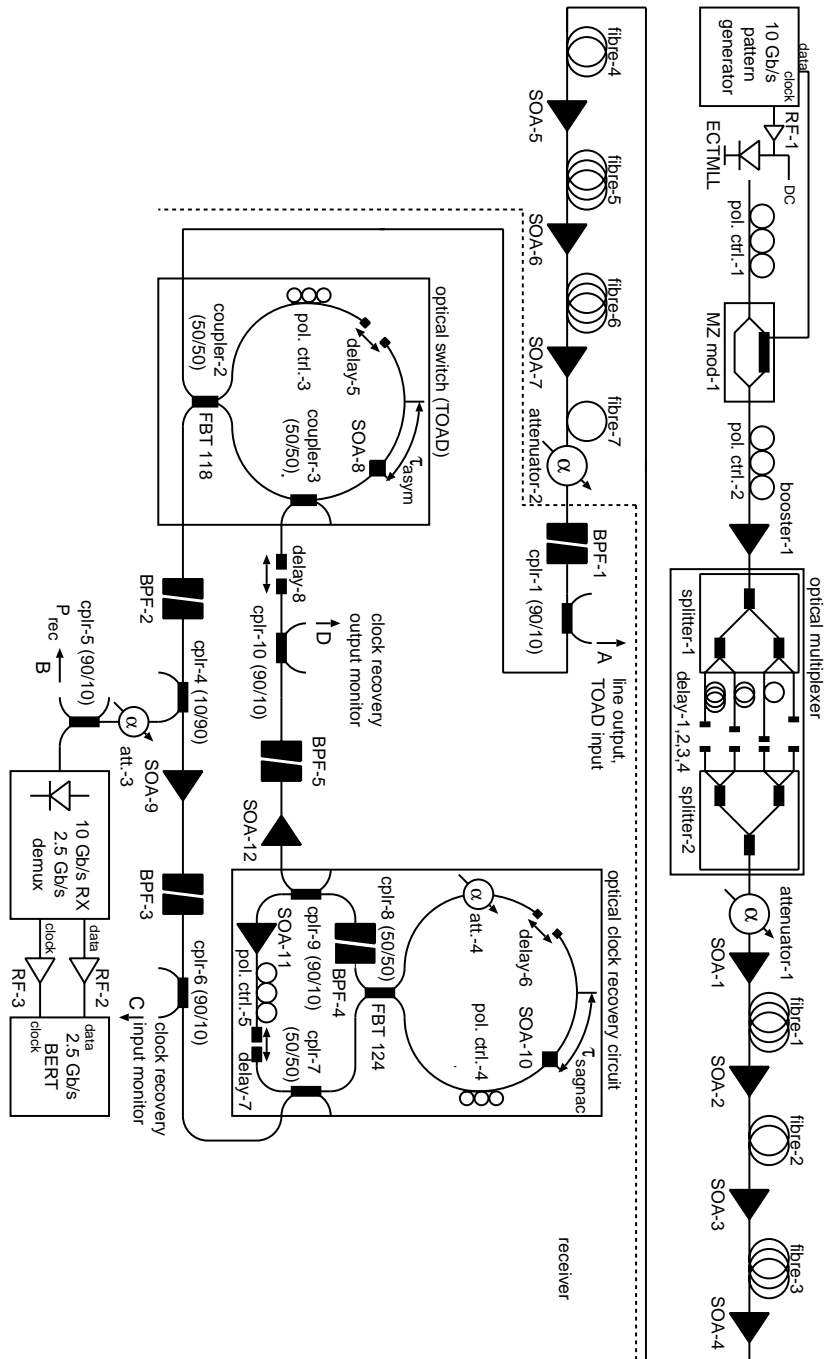 10 Gb/s
pattern
generator
data
clock
RF-1
DC
ECTMLL
pol. ctrl.-1
MZ mod-1
pol. ctrl.-2
booster-1
optical multiplexer
splitter-1
delay-1,2,3,4
splitter-2
attenuator-1
α
SOA-1
fibre-1
SOA-2
fibre-2
SOA-3
fibre-3
SOA-4
fibre-4
SOA-5
fibre-5
SOA-6
fibre-6
SOA-7
fibre-7
attenuator-2
α
BPF-1
cplr-1 (90/10)
A
line output,
TOAD input
receiver
optical switch (TOAD)
τasym
SOA-8
delay-5
pol. ctrl.-3
coupler-3
(50/50)
coupler-2
(50/50)
FBT 118
delay-8
cplr-10 (90/10)
D
clock recovery
output monitor
BPF-5
SOA-12
optical clock recovery circuit
τsagnac
SOA-10
delay-6
α
att.-4
pol. ctrl.-4
cplr-8 (50/50)
FBT 124
BPF-4
cplr-9 (90/10)
cplr-7
(50/50)
SOA-11
pol. ctrl.-5
delay-7
BPF-2
cplr-4 (10/90)
SOA-9
BPF-3
cplr-6 (90/10)
C
clock recovery
input monitor
α
att.-3
cplr-5 (90/10)
Prec
B
10 Gb/s RX
2.5 Gb/s
demux
data
clock
RF-2
RF-3
data
clock
2.5 Gb/s
BERT